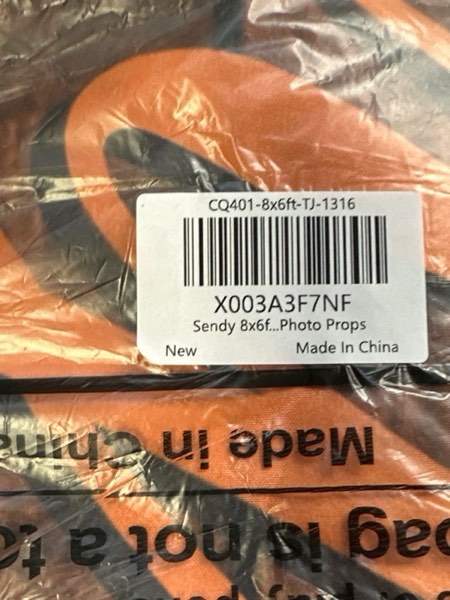 CQ401-8x6ft-TJ-1316
X003A3F7NF
Sendy 8x6f...Photo Props
New Made In China
Made in China
bag is not a to